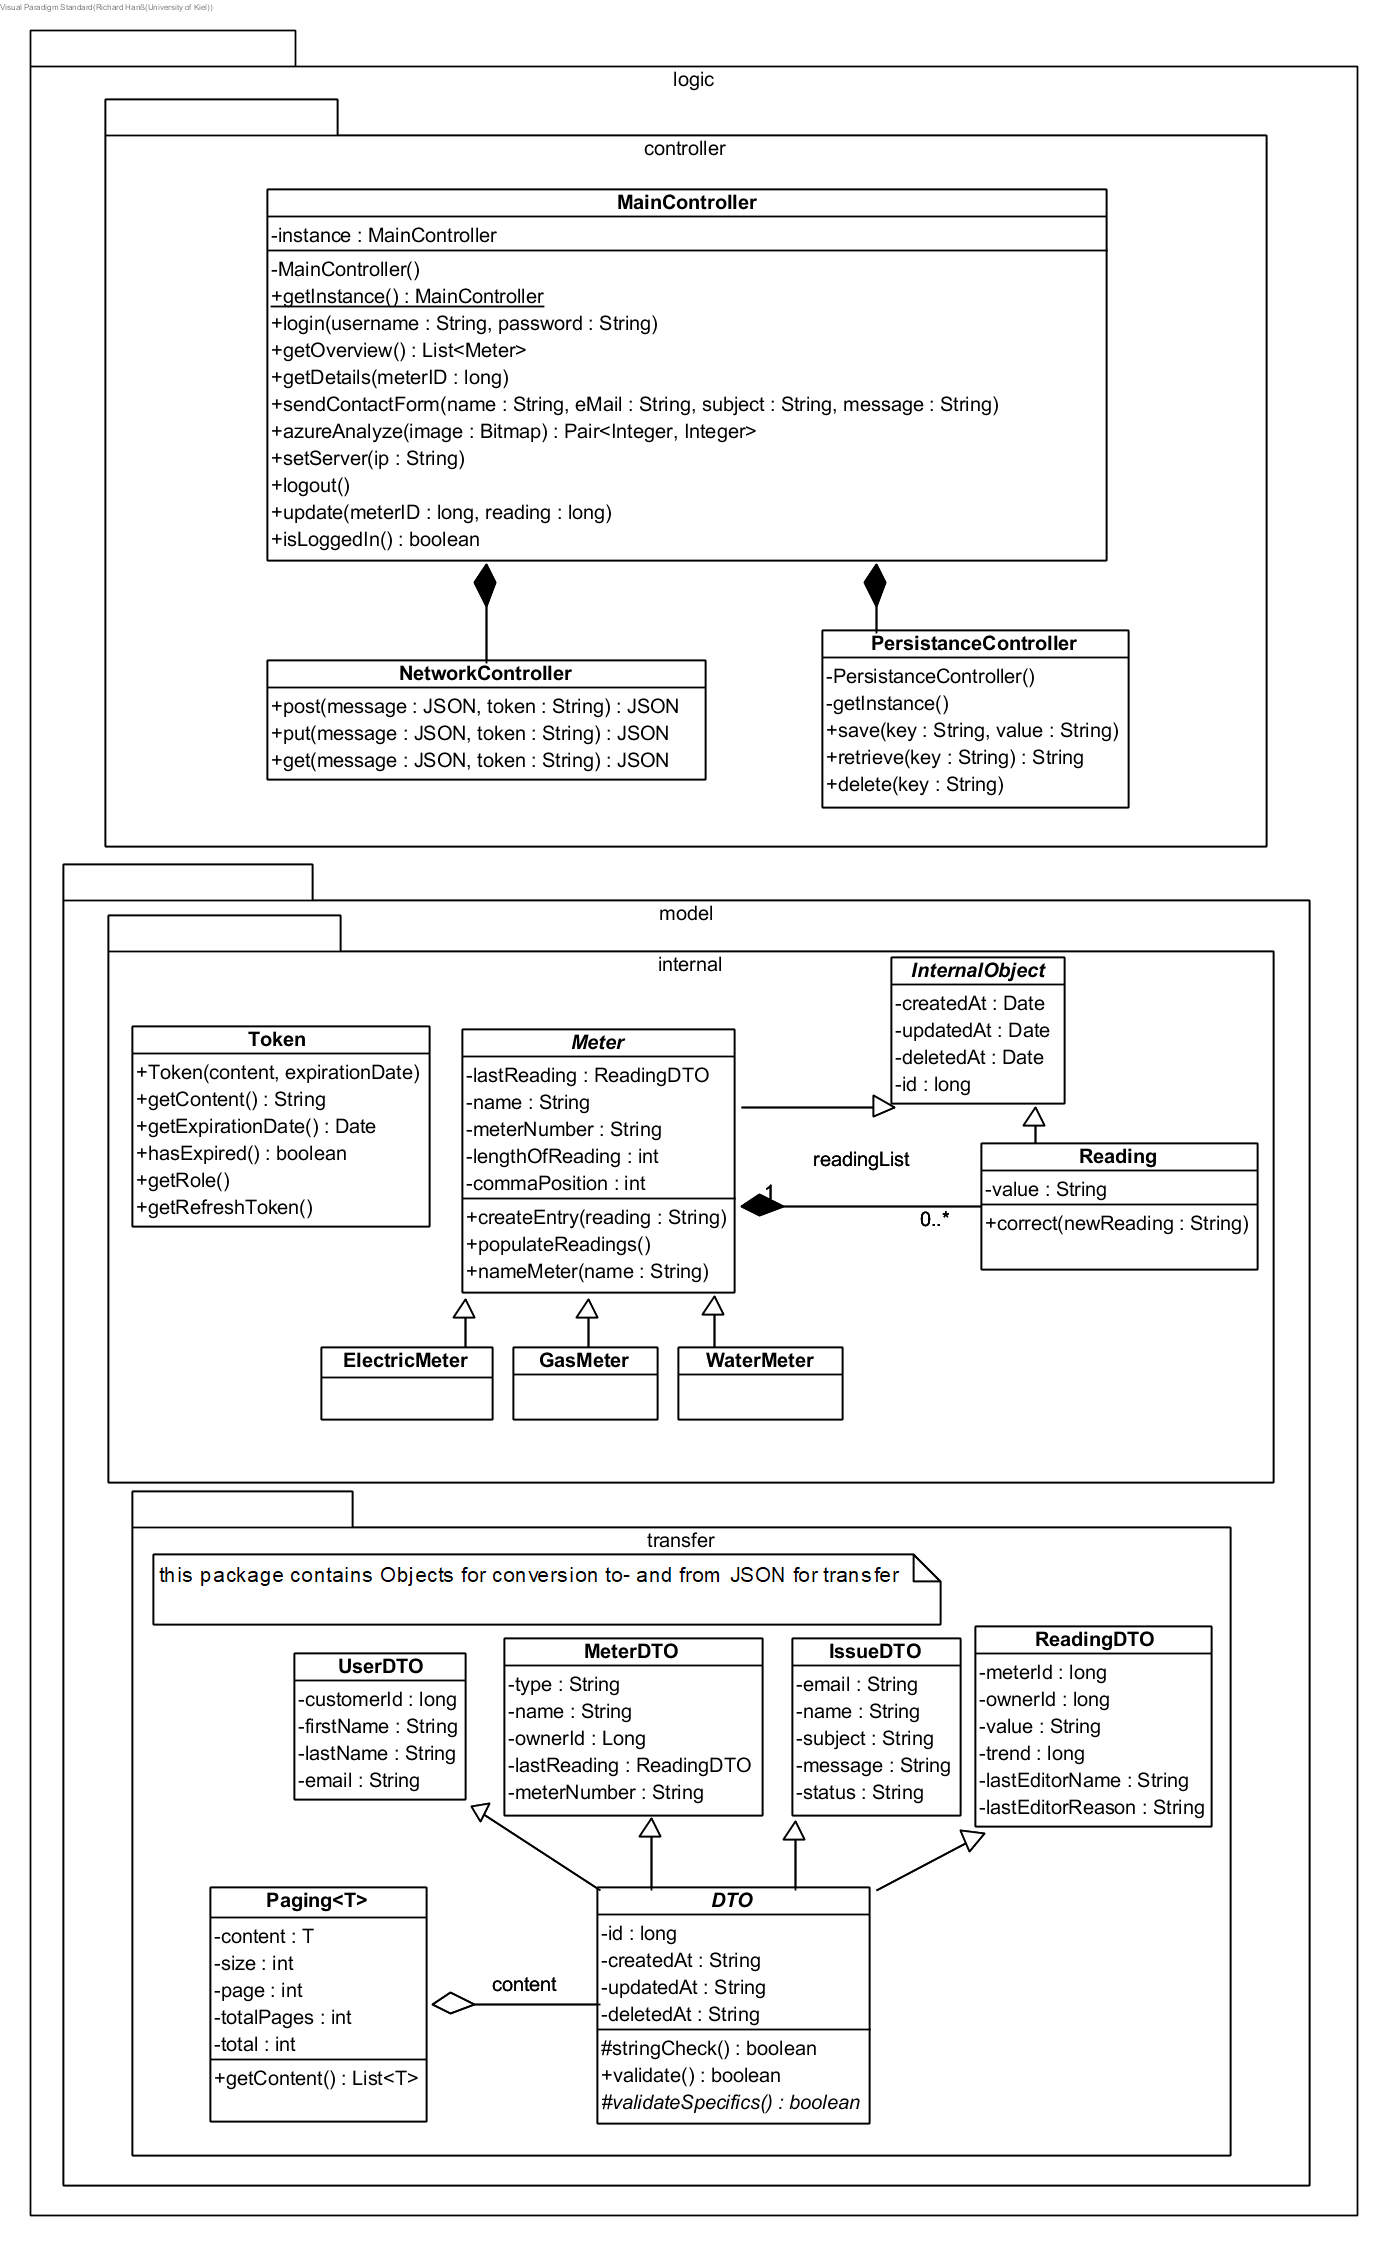 Visual Paradigm Standard(Richard Hanß(University of Kiel))
logic
controller
MainController
-instance : MainController
-MainController()
+getInstance() : MainController
+login(username : String, password : String)
+getOverview() : List<Meter>
+getDetails(meterID : long)
+sendContactForm(name : String, eMail : String, subject : String, message : String)
+azureAnalyze(image : Bitmap) : Pair<Integer, Integer>
+setServer(ip : String)
+logout()
+update(meterID : long, reading : long)
+isLoggedIn() : boolean
NetworkController
+post(message : JSON, token : String) : JSON
+put(message : JSON, token : String) : JSON
+get(message : JSON, token : String) : JSON
PersistanceController
-PersistanceController()
-getInstance()
+save(key : String, value : String)
+retrieve(key : String) : String
+delete(key : String)
model
internal
InternalObject
-createdAt : Date
-updatedAt : Date
-deletedAt : Date
-id : long
Token
+Token(content, expirationDate)
+getContent() : String
+getExpirationDate() : Date
+hasExpired() : boolean
+getRole()
+getRefreshToken()
Meter
-lastReading : ReadingDTO
-name : String
-meterNumber : String
-lengthOfReading : int
-commaPosition : int
+createEntry(reading : String)
+populateReadings()
+nameMeter(name : String)
readingList
1
0..*
Reading
-value : String
+correct(newReading : String)
ElectricMeter
GasMeter
WaterMeter
transfer
this package contains Objects for conversion to- and from JSON for transfer
UserDTO
-customerId : long
-firstName : String
-lastName : String
-email : String
MeterDTO
-type : String
-name : String
-ownerId : Long
-lastReading : ReadingDTO
-meterNumber : String
IssueDTO
-email : String
-name : String
-subject : String
-message : String
-status : String
ReadingDTO
-meterId : long
-ownerId : long
-value : String
-trend : long
-lastEditorName : String
-lastEditorReason : String
Paging<T>
-content : T
-size : int
-page : int
-totalPages : int
-total : int
+getContent() : List<T>
content
DTO
-id : long
-createdAt : String
-updatedAt : String
-deletedAt : String
#stringCheck() : boolean
+validate() : boolean
#validateSpecifics() : boolean